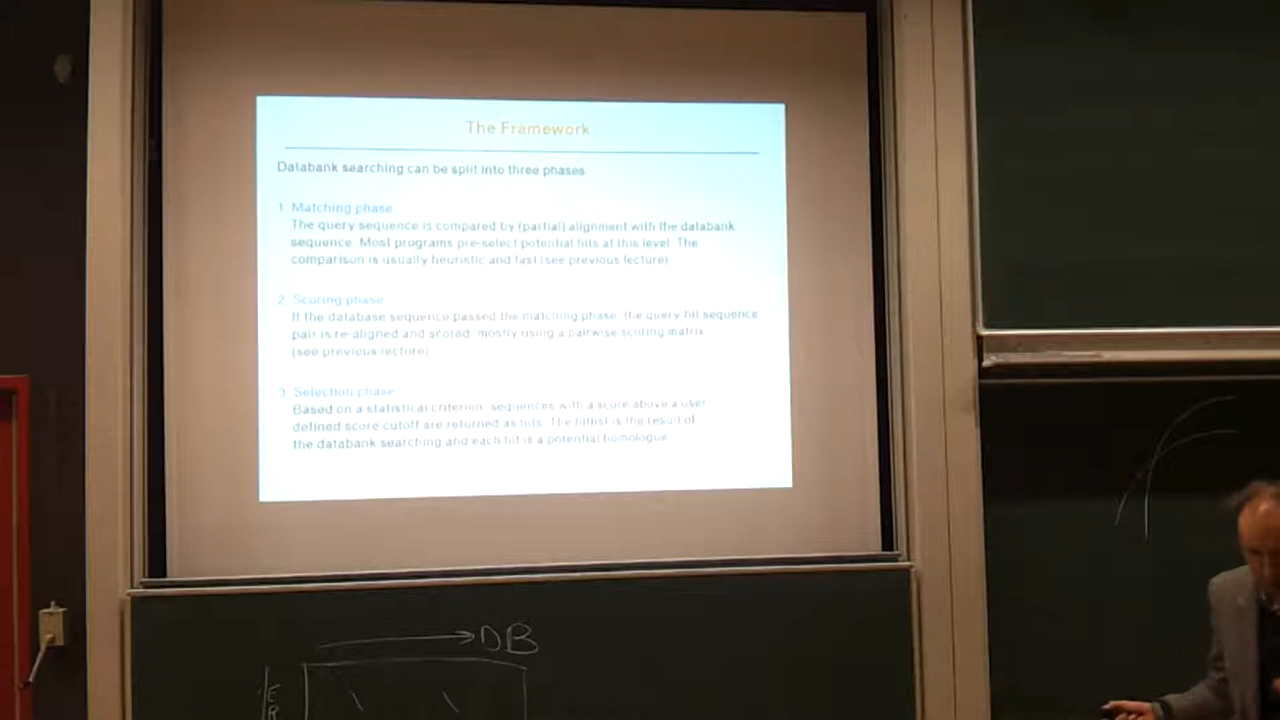 The Framework
Databank searching can be split into three phases
1. Matching phase
The query sequence is compared by (partial) alignment with the databank
sequence. Most programs pre-select potential hits at this level. The
comparison is usually heuristic and fast (see previous lecture)
2. Scoring phase
If the database sequence passed the matching phase, the query-hit sequence
pair is re-aligned and scored, mostly using a pairwise scoring matrix
(see previous lecture)
3. Selection phase
Based on a statistical criterion, sequences with a score above a user
defined score cutoff are returned as hits. The hitlist is the result of
the databank searching and each hit is a potential homologue
DB